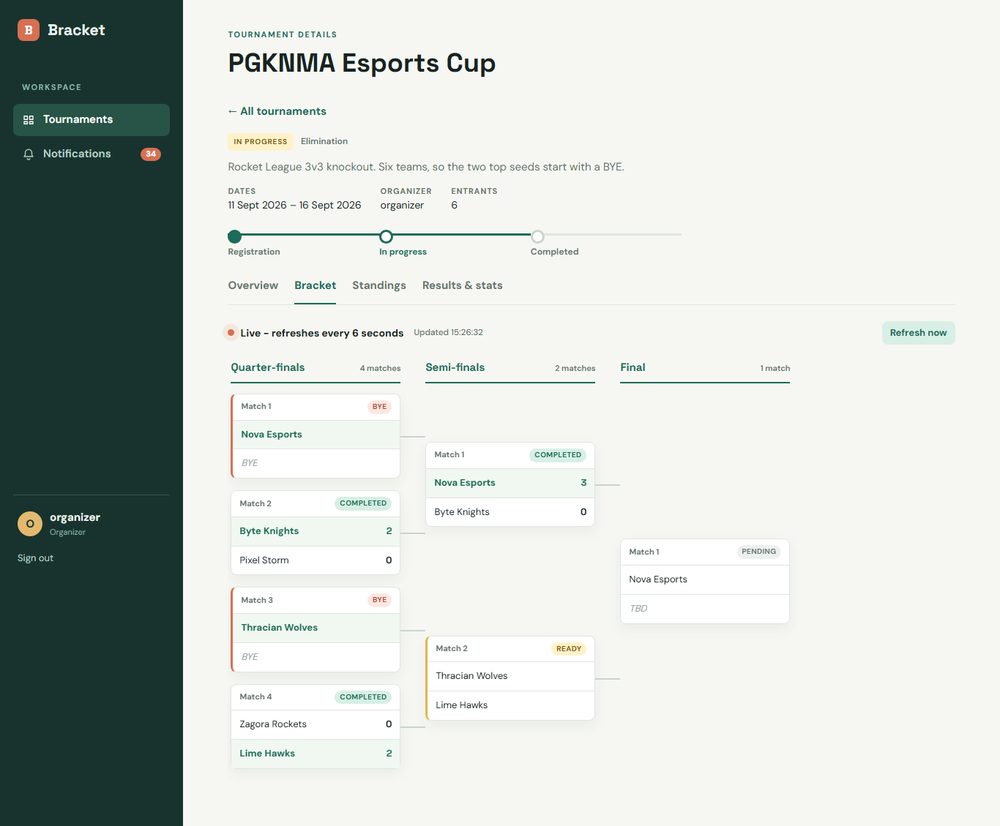 B Bracket
WORKSPACE
Tournaments
Notifications 34
O organizer
Organizer
Sign out
TOURNAMENT DETAILS
PGKNMA Esports Cup
← All tournaments
IN PROGRESS Elimination
Rocket League 3v3 knockout. Six teams, so the two top seeds start with a BYE.
DATES ORGANIZER ENTRANTS
11 Sept 2026 – 16 Sept 2026 organizer 6
Registration In progress Completed
Overview Bracket Standings Results & stats
Live - refreshes every 6 seconds Updated 15:26:32 Refresh now
Quarter-finals 4 matches
Match 1 BYE
Nova Esports
BYE
Match 2 COMPLETED
Byte Knights 2
Pixel Storm 0
Match 3 BYE
Thracian Wolves
BYE
Match 4 COMPLETED
Zagora Rockets 0
Lime Hawks 2
Semi-finals 2 matches
Match 1 COMPLETED
Nova Esports 3
Byte Knights 0
Match 2 READY
Thracian Wolves
Lime Hawks
Final 1 match
Match 1 PENDING
Nova Esports
TBD